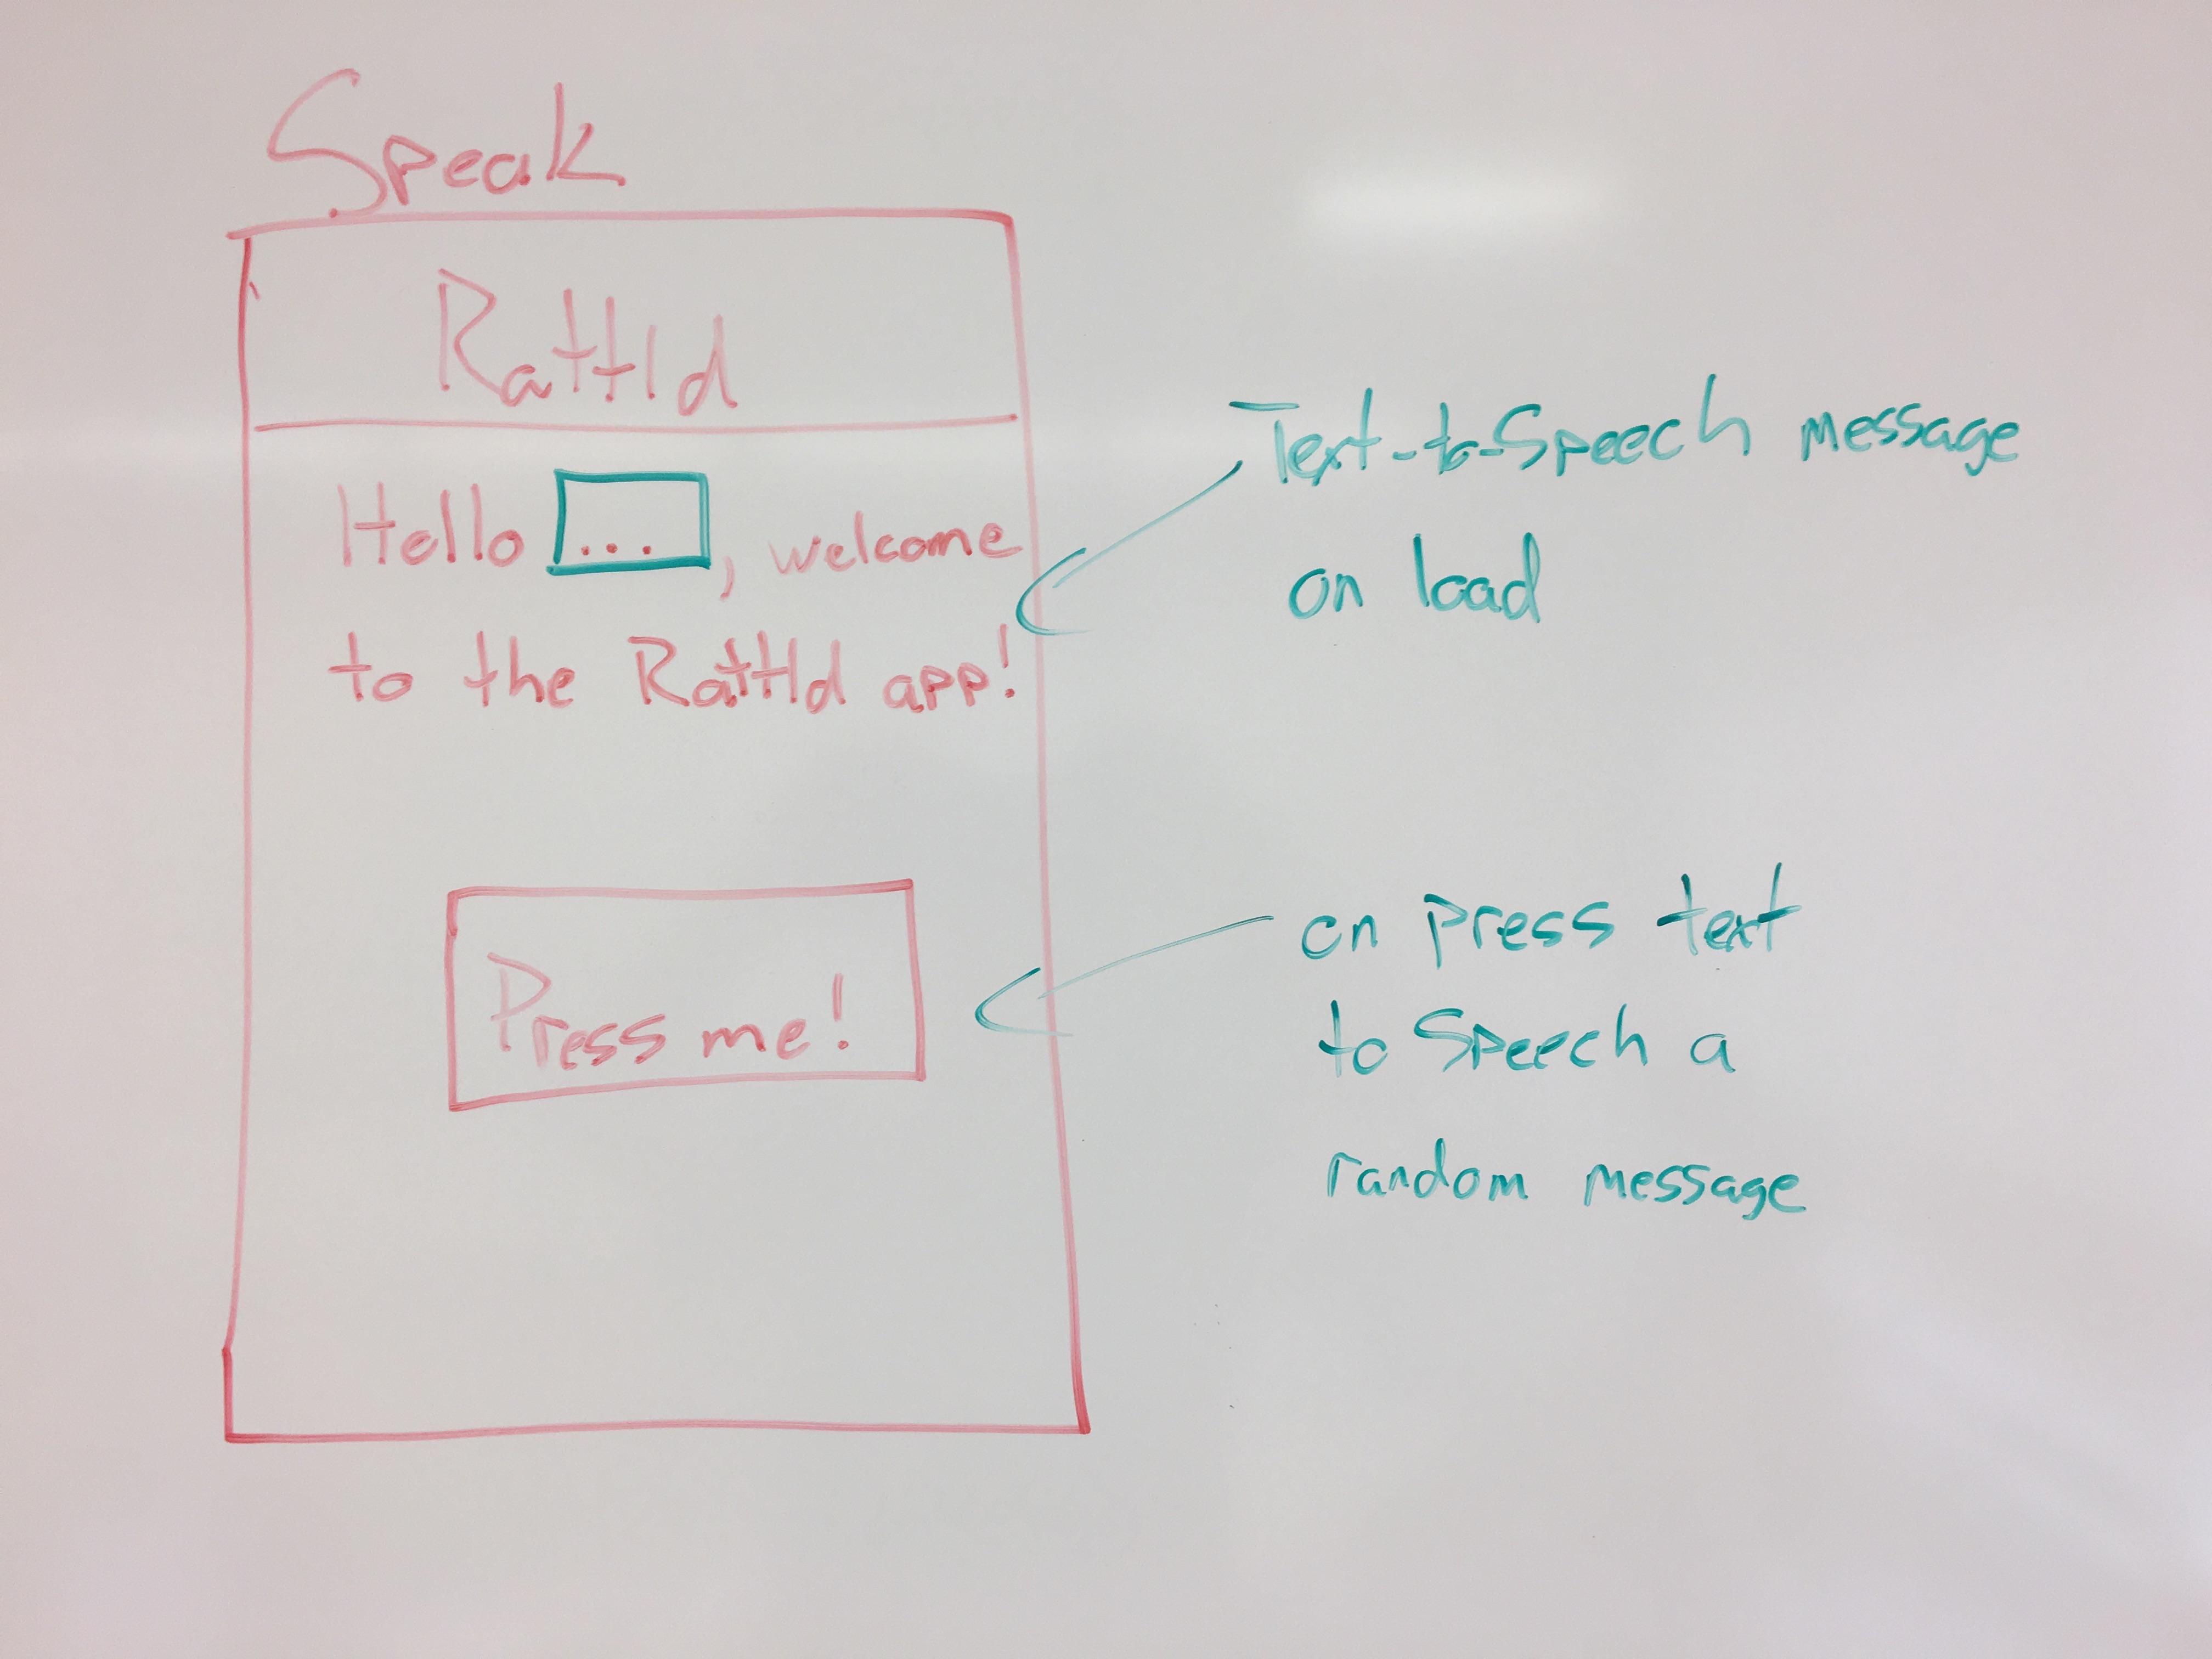 Speak
Rattld
Hello ..., welcome
to the Rattld app!
Press me!
Text-to-Speech message
on load
on press text
to Speech a
random message